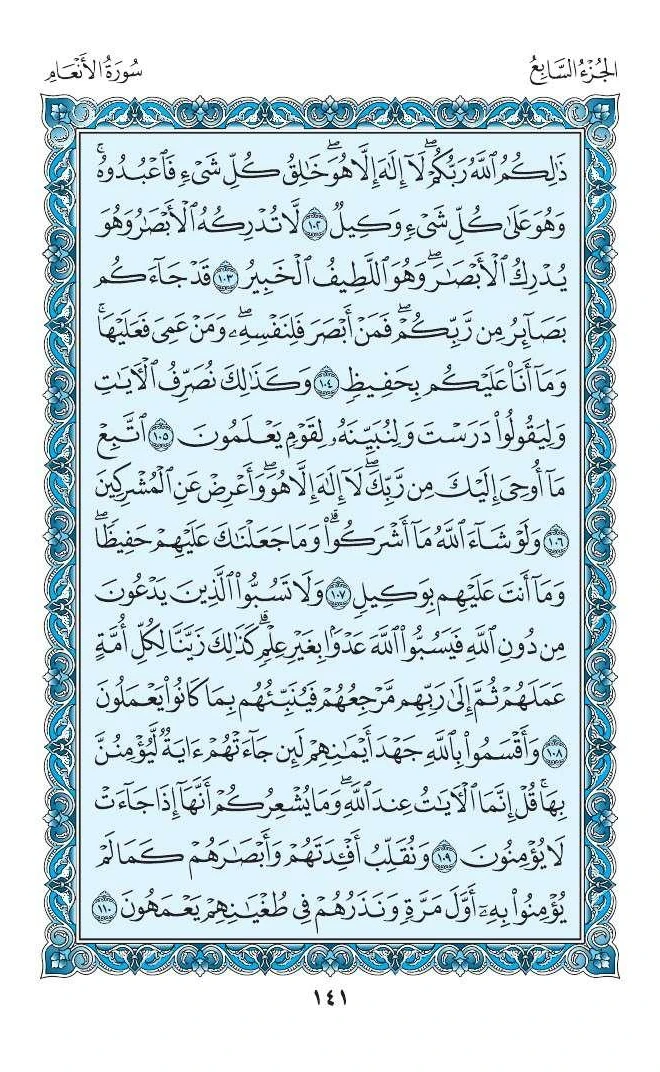 الجُزْءُ السَّابِعُ
سُورَةُ الأَنْعَامِ
ذَٰلِكُمُ ٱللَّهُ رَبُّكُمْۖ لَآ إِلَٰهَ إِلَّا هُوَۖ خَٰلِقُ كُلِّ شَىْءٍ فَٱعْبُدُوهُۚ
وَهُوَ عَلَىٰ كُلِّ شَىْءٍ وَكِيلٌ ١٠٢ لَّا تُدْرِكُهُ ٱلْأَبْصَٰرُ وَهُوَ
يُدْرِكُ ٱلْأَبْصَٰرَۖ وَهُوَ ٱللَّطِيفُ ٱلْخَبِيرُ ١٠٣ قَدْ جَآءَكُم
بَصَآئِرُ مِن رَّبِّكُمْۖ فَمَنْ أَبْصَرَ فَلِنَفْسِهِۦۖ وَمَنْ عَمِىَ فَعَلَيْهَاۚ
وَمَآ أَنَا۠ عَلَيْكُم بِحَفِيظٍ ١٠٤ وَكَذَٰلِكَ نُصَرِّفُ ٱلْأٓيَٰتِ
وَلِيَقُولُوا۟ دَرَسْتَ وَلِنُبَيِّنَهُۥ لِقَوْمٍ يَعْلَمُونَ ١٠٥ ٱتَّبِعْ
مَآ أُوحِىَ إِلَيْكَ مِن رَّبِّكَۖ لَآ إِلَٰهَ إِلَّا هُوَۖ وَأَعْرِضْ عَنِ ٱلْمُشْرِكِينَ
١٠٦ وَلَوْ شَآءَ ٱللَّهُ مَآ أَشْرَكُوا۟ۗ وَمَا جَعَلْنَٰكَ عَلَيْهِمْ حَفِيظًاۖ
وَمَآ أَنتَ عَلَيْهِم بِوَكِيلٍ ١٠٧ وَلَا تَسُبُّوا۟ ٱلَّذِينَ يَدْعُونَ
مِن دُونِ ٱللَّهِ فَيَسُبُّوا۟ ٱللَّهَ عَدْوًۢا بِغَيْرِ عِلْمٍۗ كَذَٰلِكَ زَيَّنَّا لِكُلِّ أُمَّةٍ
عَمَلَهُمْ ثُمَّ إِلَىٰ رَبِّهِم مَّرْجِعُهُمْ فَيُنَبِّئُهُم بِمَا كَانُوا۟ يَعْمَلُونَ
١٠٨ وَأَقْسَمُوا۟ بِٱللَّهِ جَهْدَ أَيْمَٰنِهِمْ لَئِن جَآءَتْهُمْ ءَايَةٌ لَّيُؤْمِنُنَّ
بِهَاۚ قُلْ إِنَّمَا ٱلْأٓيَٰتُ عِندَ ٱللَّهِۖ وَمَا يُشْعِرُكُمْ أَنَّهَآ إِذَا جَآءَتْ
لَا يُؤْمِنُونَ ١٠٩ وَنُقَلِّبُ أَفْـِٔدَتَهُمْ وَأَبْصَٰرَهُمْ كَمَا لَمْ
يُؤْمِنُوا۟ بِهِۦٓ أَوَّلَ مَرَّةٍ وَنَذَرُهُمْ فِى طُغْيَٰنِهِمْ يَعْمَهُونَ ١١٠
١٤١